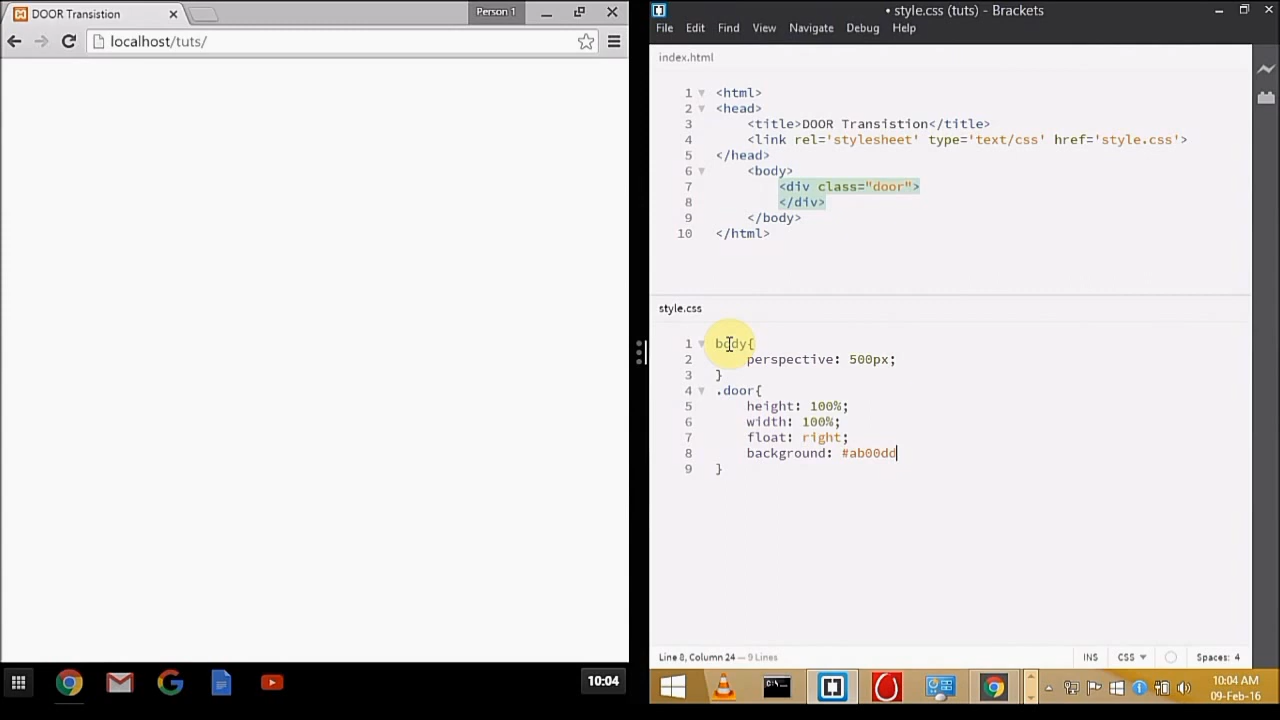 DOOR Transistion
Person 1
localhost/tuts/
10:04
• style.css (tuts) - Brackets
File Edit Find View Navigate Debug Help
index.html
1 <html>
2 <head>
3 <title>DOOR Transistion</title>
4 <link rel='stylesheet' type='text/css' href='style.css'>
5 </head>
6 <body>
7 <div class="door">
8 </div>
9 </body>
10 </html>
style.css
1 body{
2 perspective: 500px;
3 }
4 .door{
5 height: 100%;
6 width: 100%;
7 float: right;
8 background: #ab00dd
9 }
Line 8, Column 24 — 9 Lines
INS CSS Spaces: 4
10:04 AM
09-Feb-16